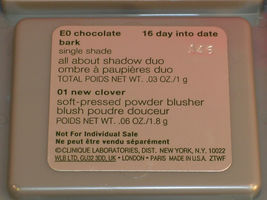 E0 chocolate bark 16 day into date
single shade
all about shadow duo
ombre à paupières duo
TOTAL POIDS NET WT. .03 OZ./1 g
01 new clover
soft-pressed powder blusher
blush poudre douceur
POIDS NET WT. .06 OZ./1.8 g
Not For Individual Sale
Ne peut être vendu séparément
©CLINIQUE LABORATORIES, DIST. NEW YORK, N.Y. 10022
WLB LTD, GU32 3DD, UK • LONDON • PARIS MADE IN U.S.A. ZTWF